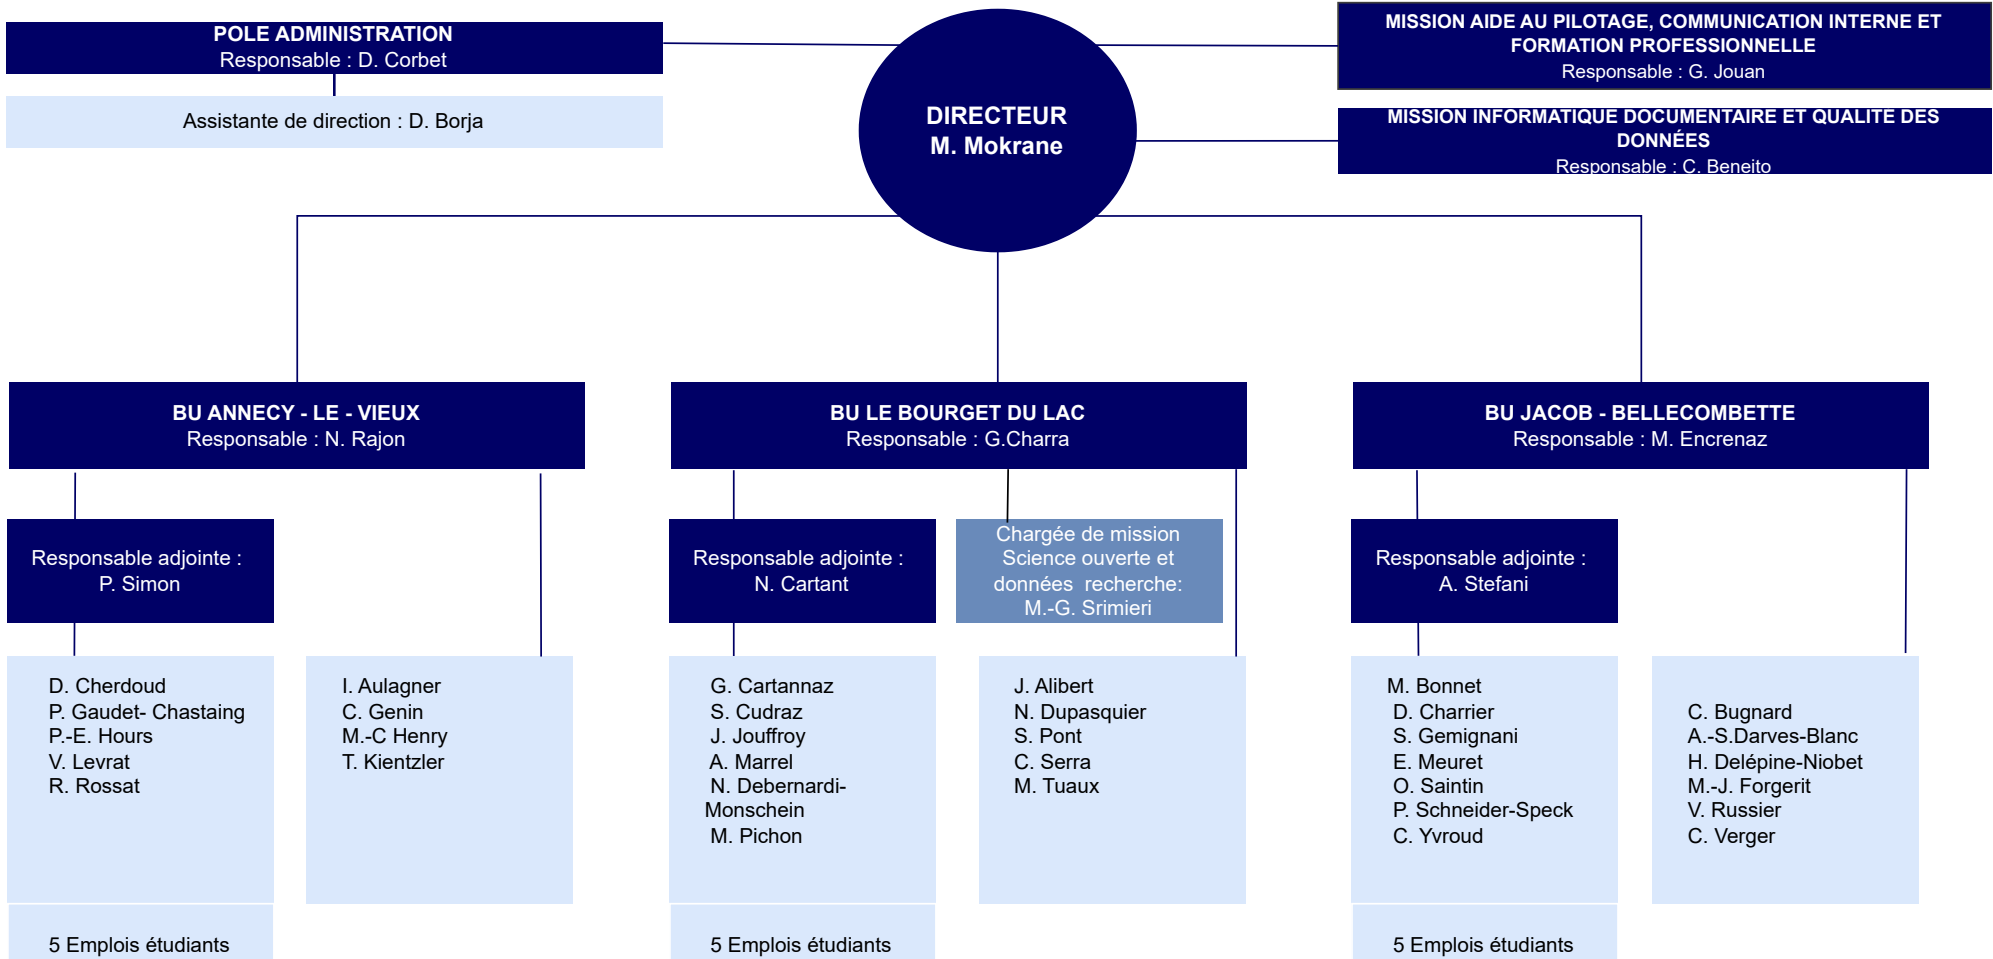 POLE ADMINISTRATION
Responsable : D. Corbet
Assistante de direction : D. Borja
DIRECTEUR
M. Mokrane
MISSION AIDE AU PILOTAGE, COMMUNICATION INTERNE ET
FORMATION PROFESSIONNELLE
Responsable : G. Jouan
MISSION INFORMATIQUE DOCUMENTAIRE ET QUALITE DES
DONNÉES
Responsable : C. Beneito
BU ANNECY - LE - VIEUX
Responsable : N. Rajon
Responsable adjointe :
P. Simon
D. Cherdoud
P. Gaudet- Chastaing
P.-E. Hours
V. Levrat
R. Rossat
5 Emplois étudiants
I. Aulagner
C. Genin
M.-C Henry
T. Kientzler
BU LE BOURGET DU LAC
Responsable : G.Charra
Responsable adjointe :
N. Cartant
Chargée de mission
Science ouverte et
données  recherche:
M.-G. Srimieri
G. Cartannaz
S. Cudraz
J. Jouffroy
A. Marrel
N. Debernardi-
Monschein
M. Pichon
5 Emplois étudiants
J. Alibert
N. Dupasquier
S. Pont
C. Serra
M. Tuaux
BU JACOB - BELLECOMBETTE
Responsable : M. Encrenaz
Responsable adjointe :
A. Stefani
M. Bonnet
D. Charrier
S. Gemignani
E. Meuret
O. Saintin
P. Schneider-Speck
C. Yvroud
5 Emplois étudiants
C. Bugnard
A.-S.Darves-Blanc
H. Delépine-Niobet
M.-J. Forgerit
V. Russier
C. Verger